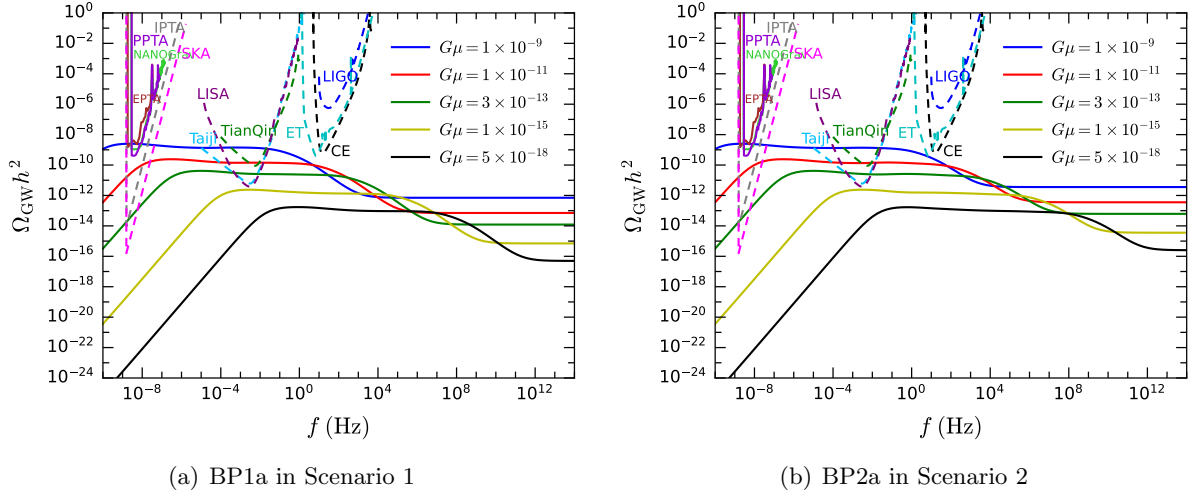 10^0
10^-2
10^-4
10^-6
10^-8
10^-10
10^-12
10^-14
10^-16
10^-18
10^-20
10^-22
10^-24
Ω_GW h^2
IPTA
PPTA
SKA
EPTA
LISA
Taiji
TianQin
ET
LIGO
CE
Gμ = 1 × 10^-9
Gμ = 1 × 10^-11
Gμ = 3 × 10^-13
Gμ = 1 × 10^-15
Gμ = 5 × 10^-18
10^-8 10^-4 10^0 10^4 10^8 10^12
f (Hz)
(a) BP1a in Scenario 1
10^0
10^-2
10^-4
10^-6
10^-8
10^-10
10^-12
10^-14
10^-16
10^-18
10^-20
10^-22
10^-24
Ω_GW h^2
IPTA
PPTA
SKA
EPTA
LISA
Taiji
TianQin
ET
LIGO
CE
Gμ = 1 × 10^-9
Gμ = 1 × 10^-11
Gμ = 3 × 10^-13
Gμ = 1 × 10^-15
Gμ = 5 × 10^-18
10^-8 10^-4 10^0 10^4 10^8 10^12
f (Hz)
(b) BP2a in Scenario 2